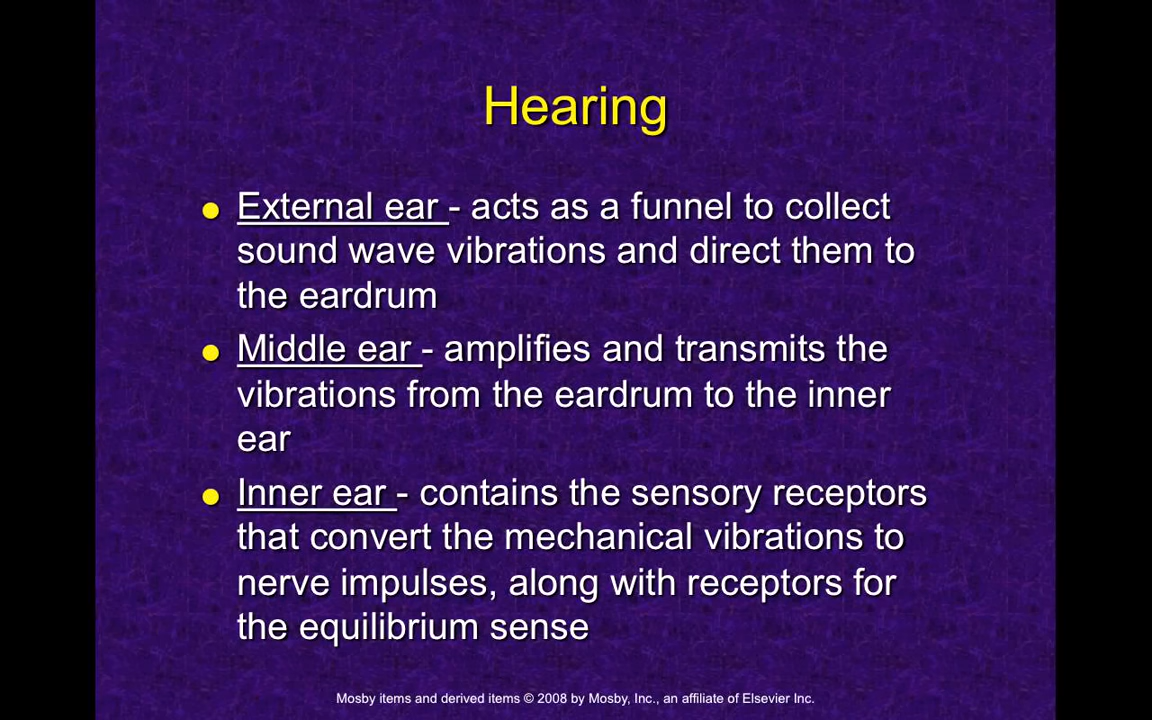 Hearing
● External ear - acts as a funnel to collect
sound wave vibrations and direct them to
the eardrum
● Middle ear - amplifies and transmits the
vibrations from the eardrum to the inner
ear
● Inner ear - contains the sensory receptors
that convert the mechanical vibrations to
nerve impulses, along with receptors for
the equilibrium sense
Mosby items and derived items © 2008 by Mosby, Inc., an affiliate of Elsevier Inc.